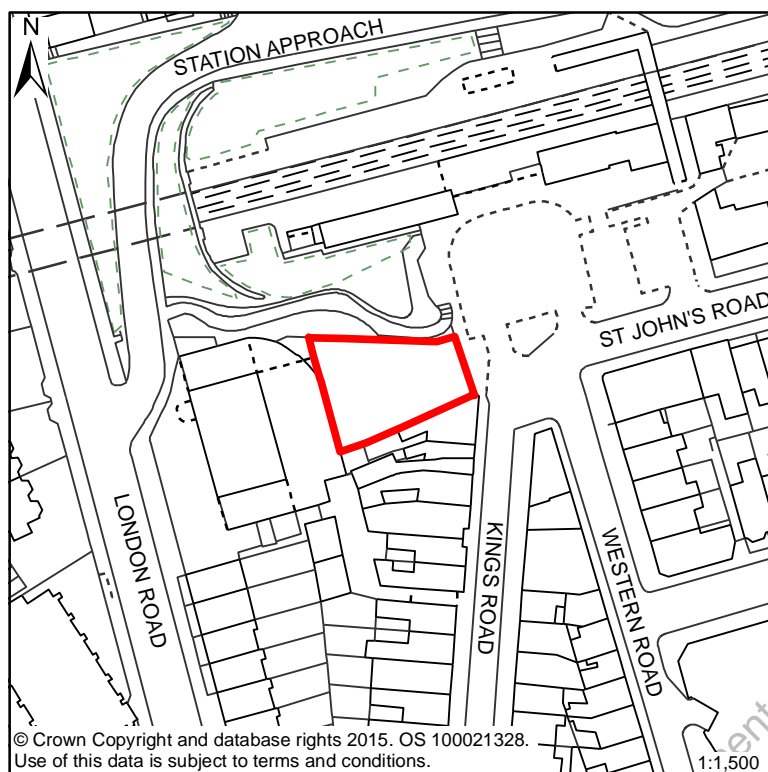 N
STATION APPROACH
ST JOHN'S ROAD
LONDON ROAD
KINGS ROAD
WESTERN ROAD
© Crown Copyright and database rights 2015. OS 100021328.
Use of this data is subject to terms and conditions.
1:1,500